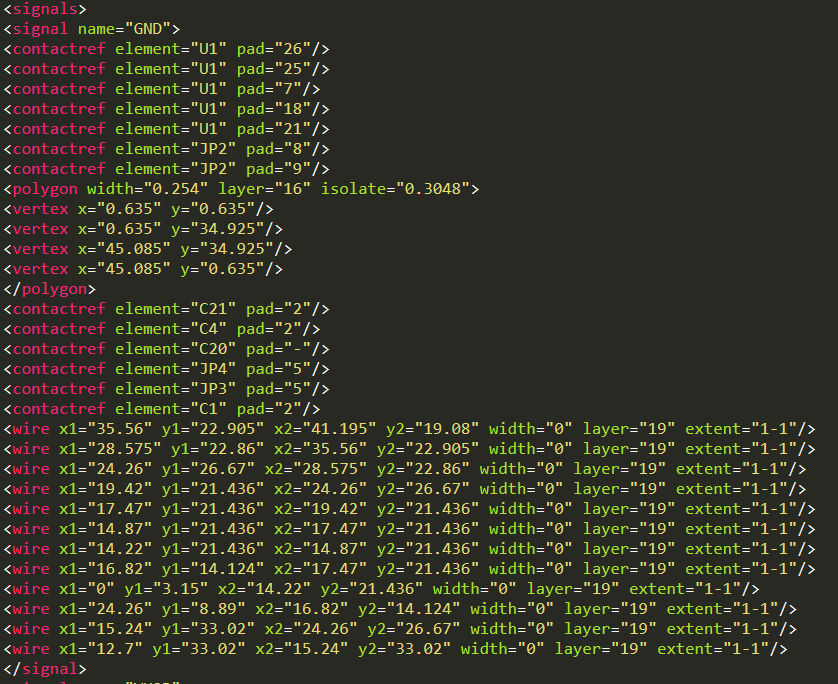 <signals>
<signal name="GND">
<contactref element="U1" pad="26"/>
<contactref element="U1" pad="25"/>
<contactref element="U1" pad="7"/>
<contactref element="U1" pad="18"/>
<contactref element="U1" pad="21"/>
<contactref element="JP2" pad="8"/>
<contactref element="JP2" pad="9"/>
<polygon width="0.254" layer="16" isolate="0.3048">
<vertex x="0.635" y="0.635"/>
<vertex x="0.635" y="34.925"/>
<vertex x="45.085" y="34.925"/>
<vertex x="45.085" y="0.635"/>
</polygon>
<contactref element="C21" pad="2"/>
<contactref element="C4" pad="2"/>
<contactref element="C20" pad="-"/>
<contactref element="JP4" pad="5"/>
<contactref element="JP3" pad="5"/>
<contactref element="C1" pad="2"/>
<wire x1="35.56" y1="22.905" x2="41.195" y2="19.08" width="0" layer="19" extent="1-1"/>
<wire x1="28.575" y1="22.86" x2="35.56" y2="22.905" width="0" layer="19" extent="1-1"/>
<wire x1="24.26" y1="26.67" x2="28.575" y2="22.86" width="0" layer="19" extent="1-1"/>
<wire x1="19.42" y1="21.436" x2="24.26" y2="26.67" width="0" layer="19" extent="1-1"/>
<wire x1="17.47" y1="21.436" x2="19.42" y2="21.436" width="0" layer="19" extent="1-1"/>
<wire x1="14.87" y1="21.436" x2="17.47" y2="21.436" width="0" layer="19" extent="1-1"/>
<wire x1="14.22" y1="21.436" x2="14.87" y2="21.436" width="0" layer="19" extent="1-1"/>
<wire x1="16.82" y1="14.124" x2="17.47" y2="21.436" width="0" layer="19" extent="1-1"/>
<wire x1="0" y1="3.15" x2="14.22" y2="21.436" width="0" layer="19" extent="1-1"/>
<wire x1="24.26" y1="8.89" x2="16.82" y2="14.124" width="0" layer="19" extent="1-1"/>
<wire x1="15.24" y1="33.02" x2="24.26" y2="26.67" width="0" layer="19" extent="1-1"/>
<wire x1="12.7" y1="33.02" x2="15.24" y2="33.02" width="0" layer="19" extent="1-1"/>
</signal>